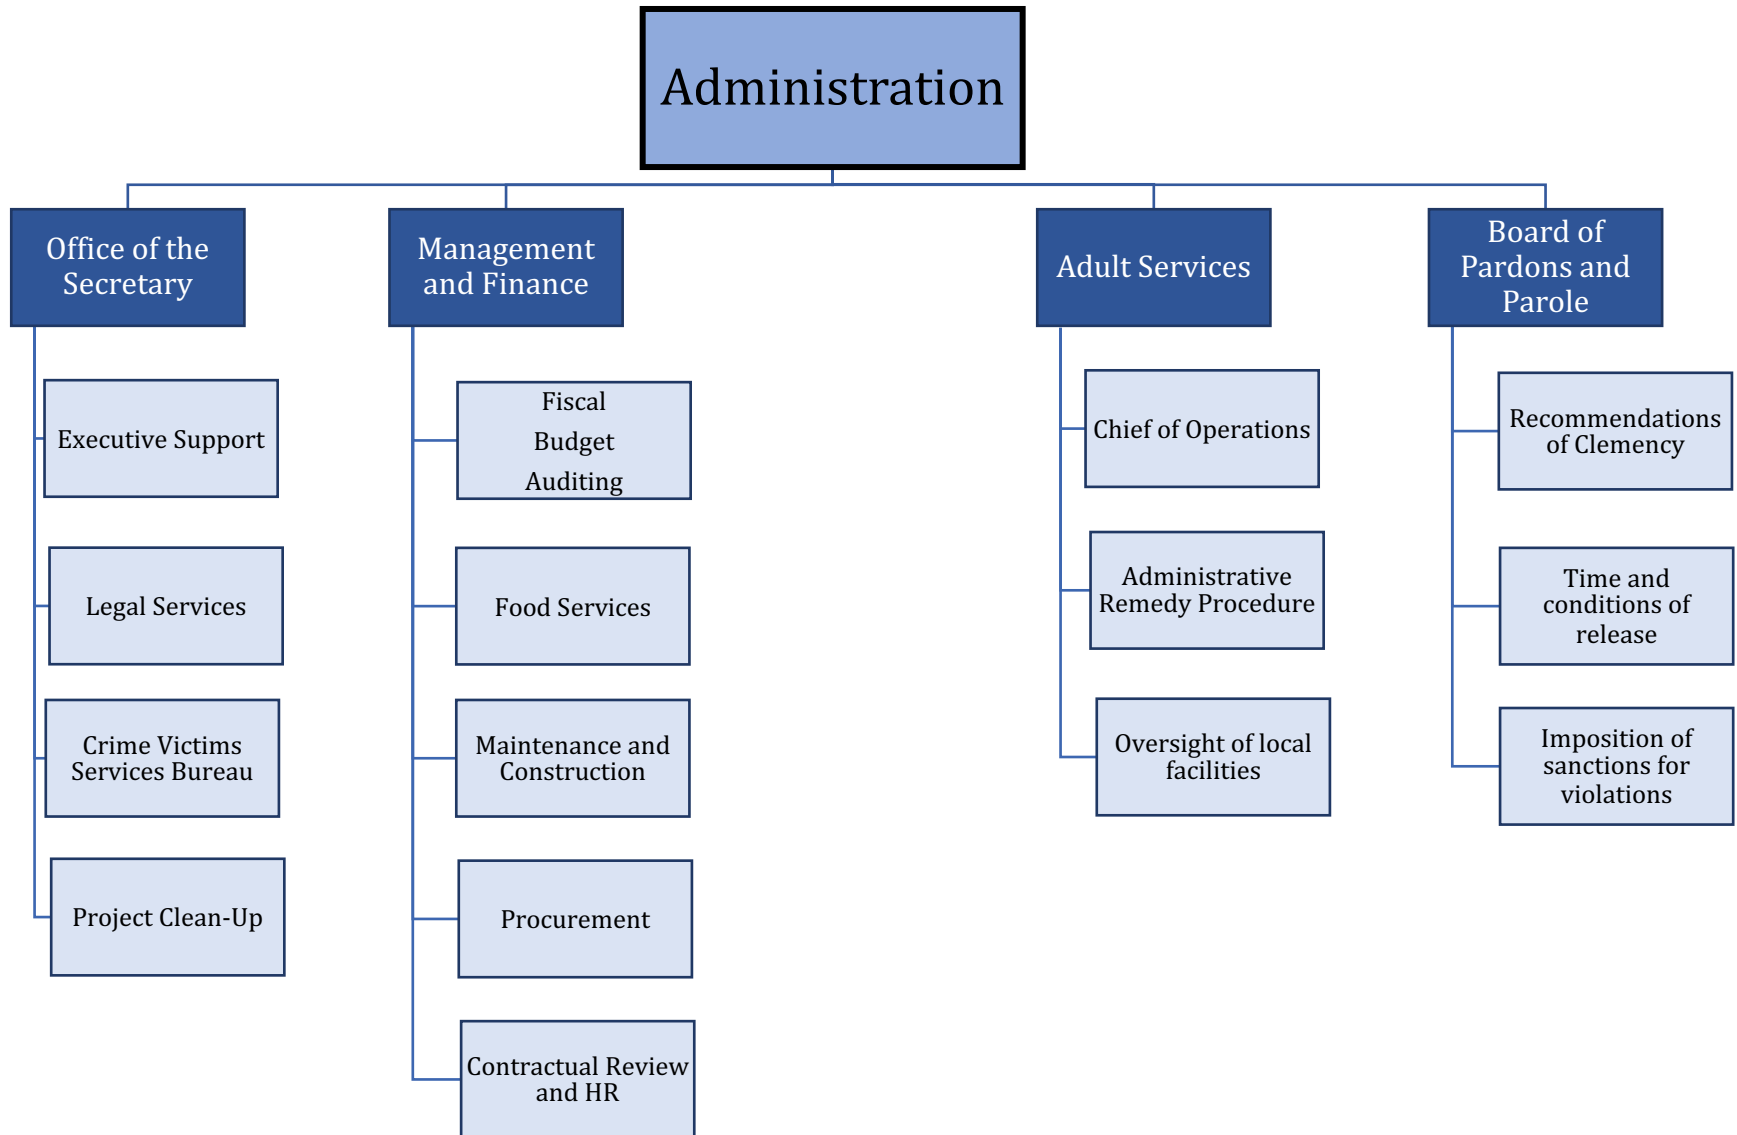 Administration
Office of the
Secretary
Executive Support
Legal Services
Crime Victims
Services Bureau
Project Clean-Up
Management
and Finance
Fiscal
Budget
Auditing
Food Services
Maintenance and
Construction
Procurement
Contractual Review
and HR
Adult Services
Chief of Operations
Administrative
Remedy Procedure
Oversight of local
facilities
Board of
Pardons and
Parole
Recommendations
of Clemency
Time and
conditions of
release
Imposition of
sanctions for
violations